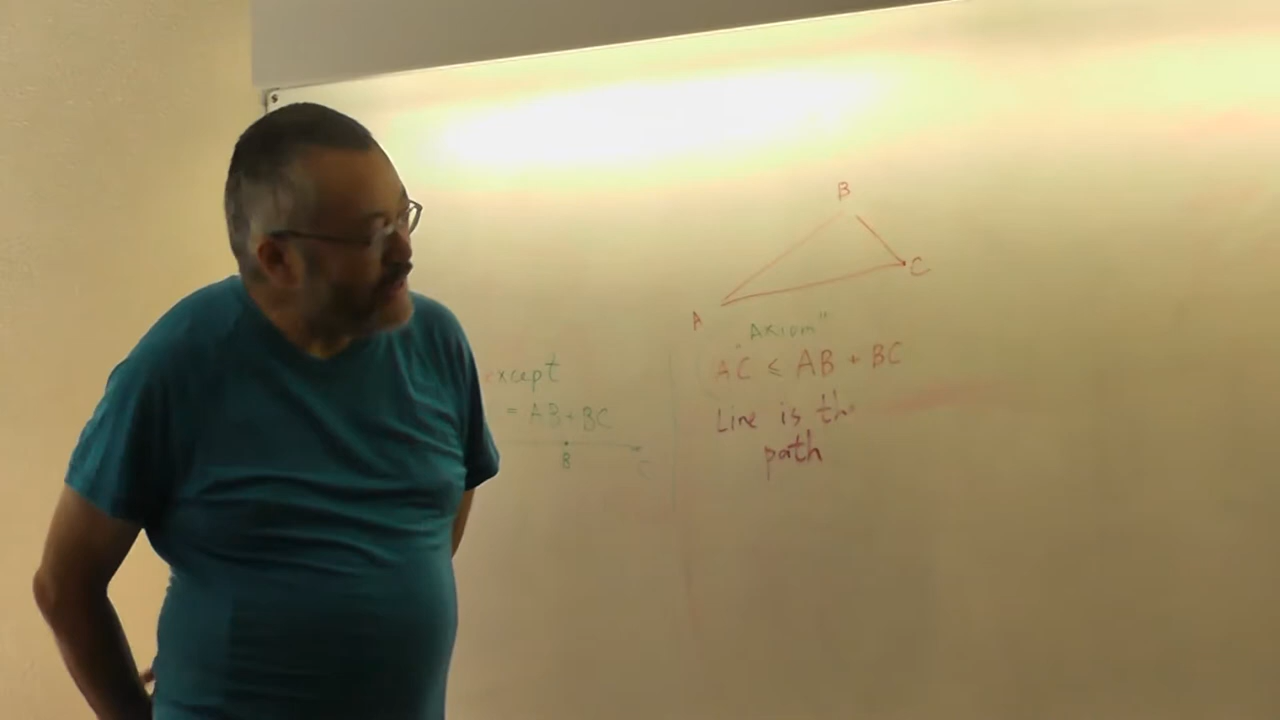 B
C
A
Axiom"
AC ≤ AB + BC
Line is the
path
xcept
= AB + BC
B
C